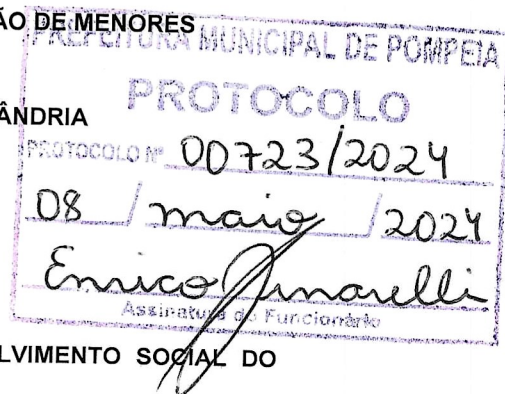 ÃO DE MENORES
PREFEITURA MUNICIPAL DE POMPEIA
PROTOCOLO
ÂNDRIA
PROTOCOLO Nº 00723/2024
08 / maio / 2024
Enrico
Assinatura do Funcionário
LVIMENTO SOCIAL DO